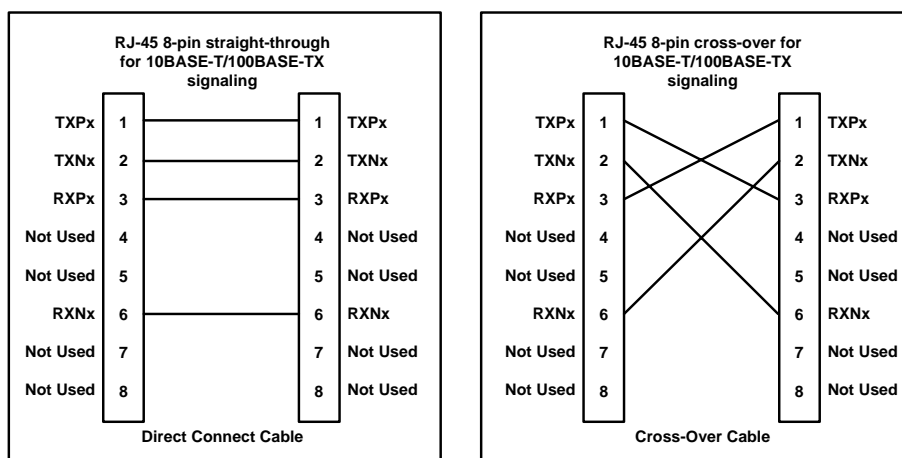 RJ-45 8-pin straight-through
for 10BASE-T/100BASE-TX
signaling
TXPx 1 1 TXPx
TXNx 2 2 TXNx
RXPx 3 3 RXPx
Not Used 4 4 Not Used
Not Used 5 5 Not Used
RXNx 6 6 RXNx
Not Used 7 7 Not Used
Not Used 8 8 Not Used
Direct Connect Cable
RJ-45 8-pin cross-over for
10BASE-T/100BASE-TX
signaling
TXPx 1 1 TXPx
TXNx 2 2 TXNx
RXPx 3 3 RXPx
Not Used 4 4 Not Used
Not Used 5 5 Not Used
RXNx 6 6 RXNx
Not Used 7 7 Not Used
Not Used 8 8 Not Used
Cross-Over Cable